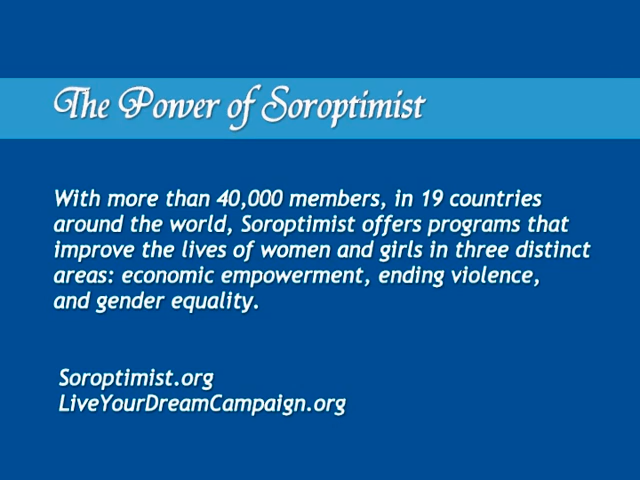 The Power of Soroptimist
With more than 40,000 members, in 19 countries
around the world, Soroptimist offers programs that
improve the lives of women and girls in three distinct
areas: economic empowerment, ending violence,
and gender equality.
Soroptimist.org
LiveYourDreamCampaign.org